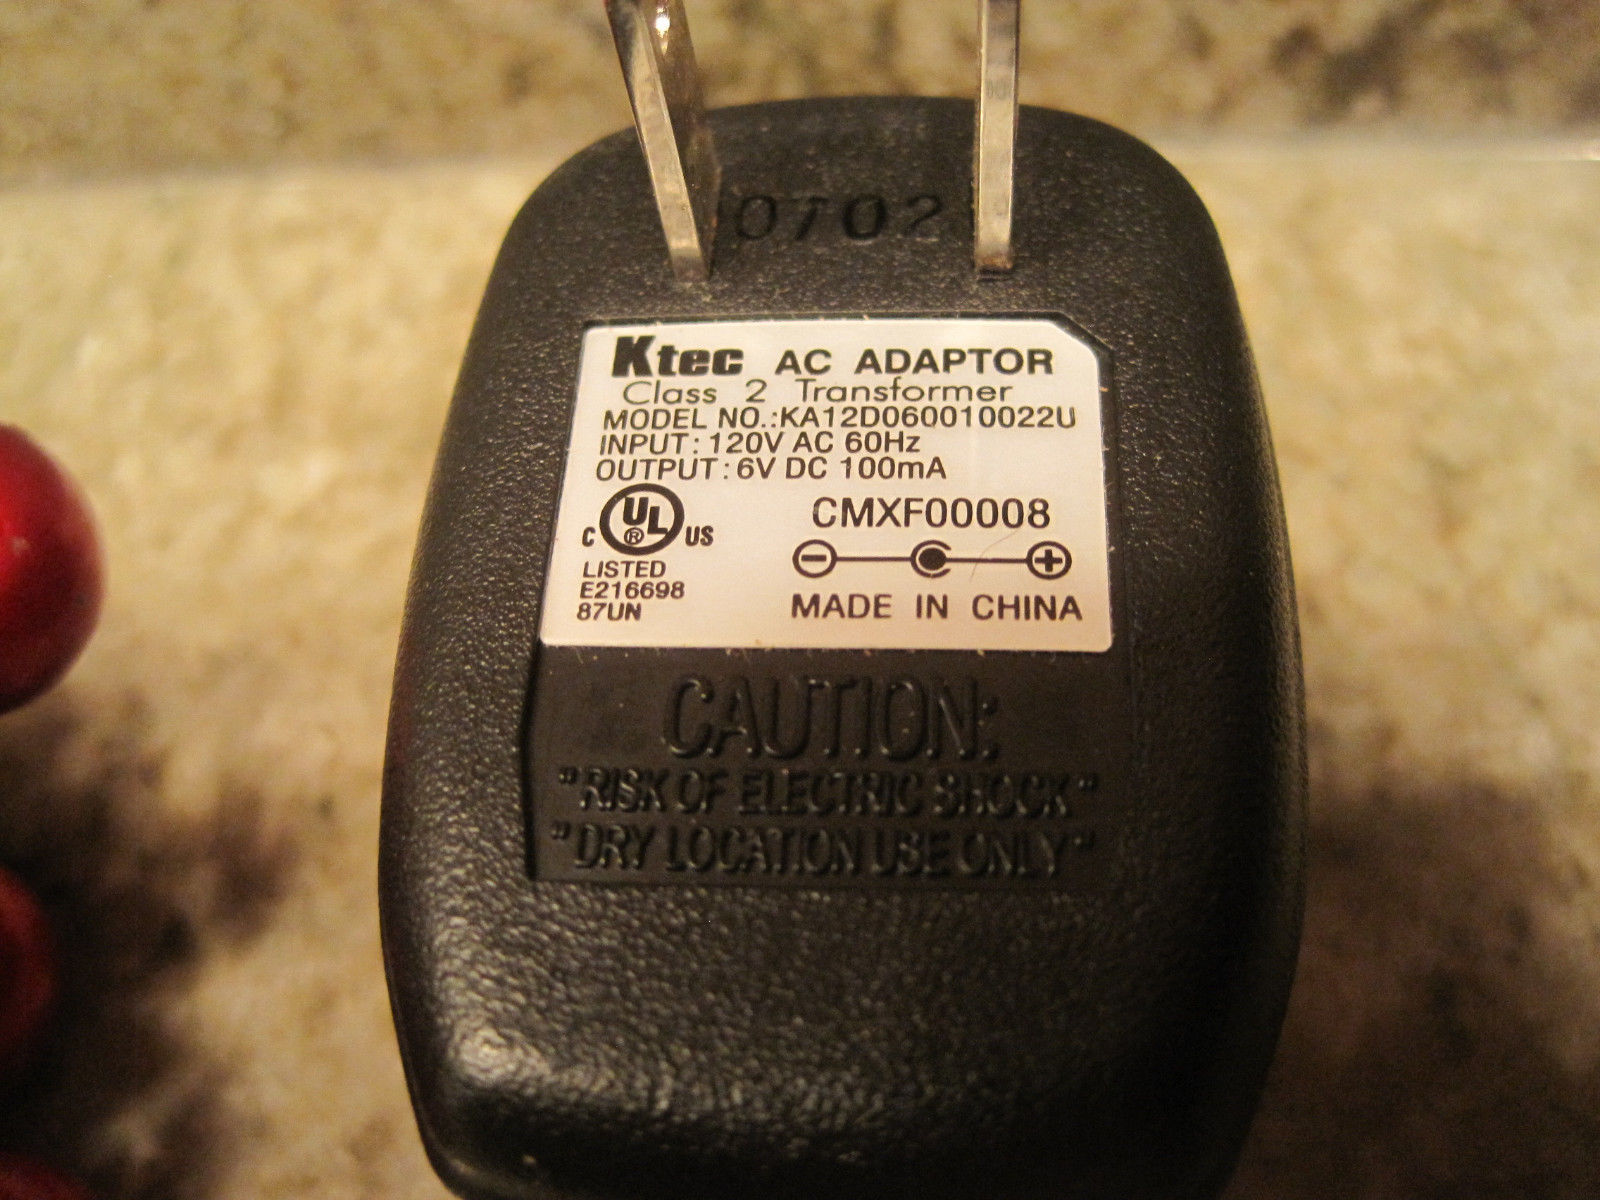 0702
Ktec AC ADAPTOR
Class 2 Transformer
MODEL NO.:KA12D060010022U
INPUT: 120V AC 60Hz
OUTPUT: 6V DC 100mA
C UL ® US
CMXF00008
LISTED
E216698
87UN
MADE IN CHINA
CAUTION:
"RISK OF ELECTRIC SHOCK"
"DRY LOCATION USE ONLY"